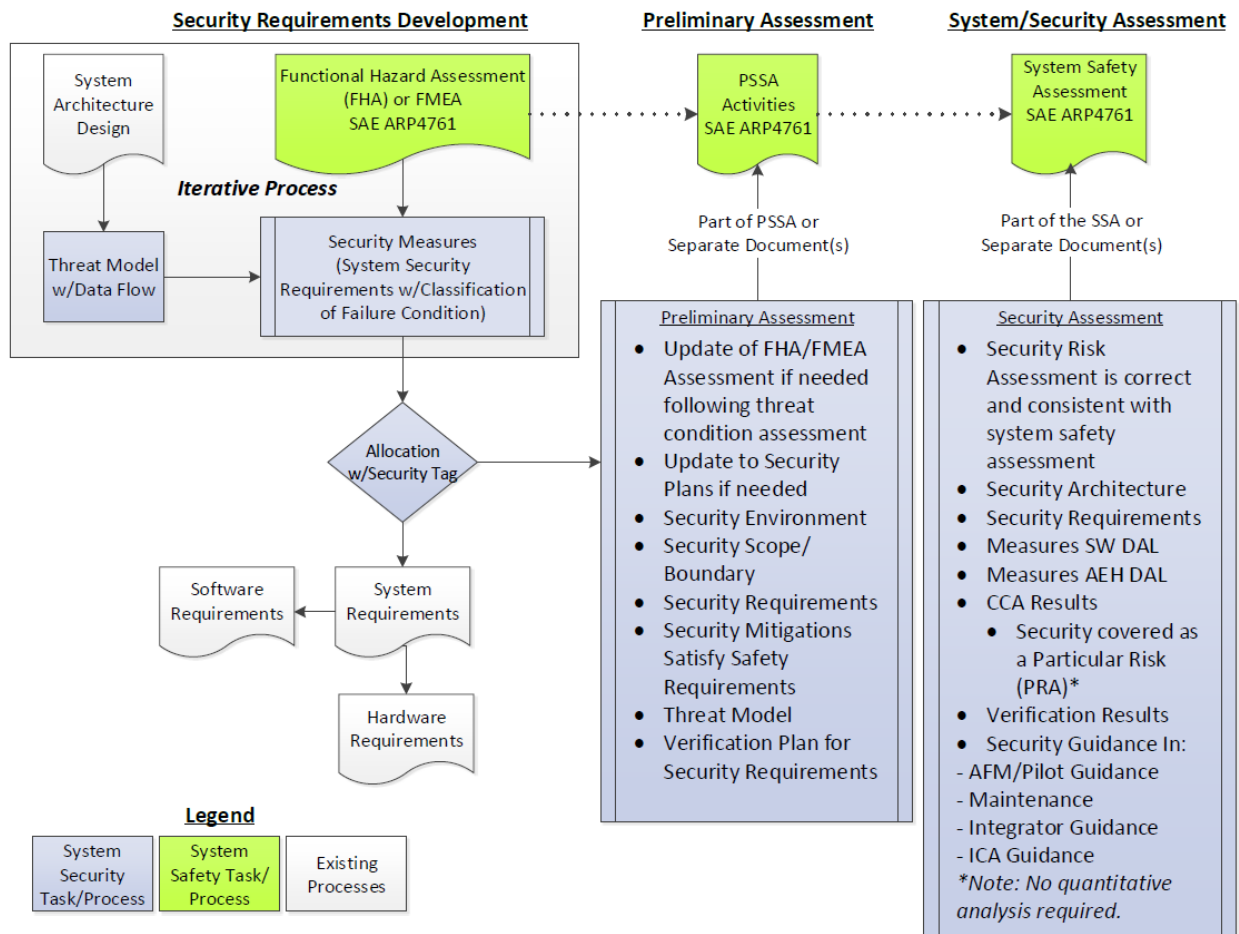 Security Requirements Development
Preliminary Assessment
System/Security Assessment
System
Architecture
Design
Functional Hazard Assessment
(FHA) or FMEA
SAE ARP4761
PSSA
Activities
SAE ARP4761
System Safety
Assessment
SAE ARP4761
Iterative Process
Threat Model
w/Data Flow
Security Measures
(System Security
Requirements w/Classification
of Failure Condition)
Part of PSSA or
Separate Document(s)
Part of the SSA or
Separate Document(s)
Allocation
w/Security Tag
Software
Requirements
System
Requirements
Hardware
Requirements
Preliminary Assessment
• Update of FHA/FMEA
Assessment if needed
following threat
condition assessment
• Update to Security
Plans if needed
• Security Environment
• Security Scope/
Boundary
• Security Requirements
• Security Mitigations
Satisfy Safety
Requirements
• Threat Model
• Verification Plan for
Security Requirements
Security Assessment
• Security Risk
Assessment is correct
and consistent with
system safety
assessment
• Security Architecture
• Security Requirements
• Measures SW DAL
• Measures AEH DAL
• CCA Results
• Security covered as
a Particular Risk
(PRA)*
• Verification Results
• Security Guidance In:
- AFM/Pilot Guidance
- Maintenance
- Integrator Guidance
- ICA Guidance
*Note: No quantitative
analysis required.
Legend
System
Security
Task/Process
System
Safety Task/
Process
Existing
Processes